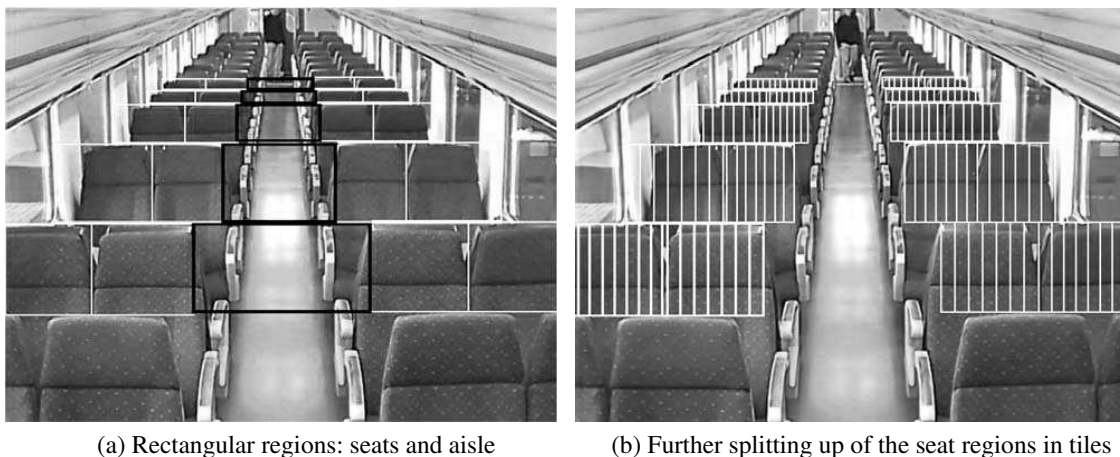 (a) Rectangular regions: seats and aisle
(b) Further splitting up of the seat regions in tiles